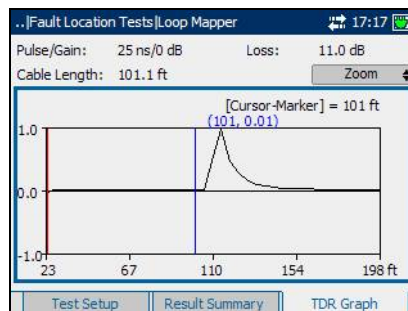 ..|Fault Location Tests|Loop Mapper 17:17
Pulse/Gain: 25 ns/0 dB Loss: 11.0 dB
Cable Length: 101.1 ft Zoom
[Cursor-Marker] = 101 ft
(101, 0.01)
1.0
0.0
-1.0
23 67 110 154 198 ft
Test Setup Result Summary TDR Graph